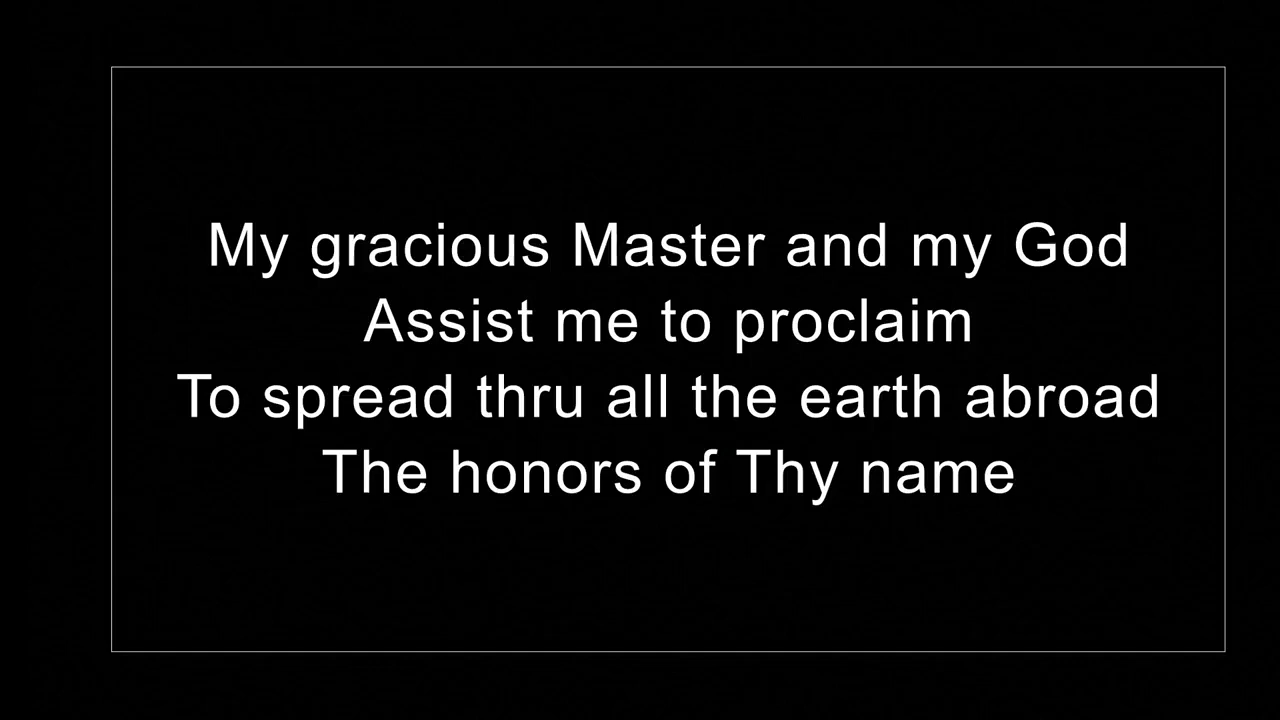 My gracious Master and my God
Assist me to proclaim
To spread thru all the earth abroad
The honors of Thy name